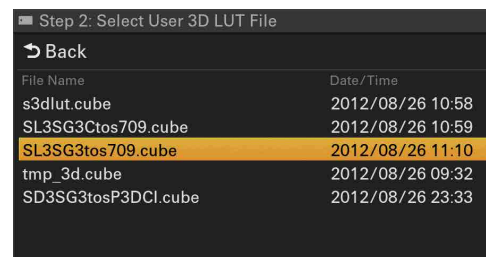 Step 2: Select User 3D LUT File
Back
File Name Date/Time
s3dlut.cube 2012/08/26 10:58
SL3SG3Ctos709.cube 2012/08/26 10:59
SL3SG3tos709.cube 2012/08/26 11:10
tmp_3d.cube 2012/08/26 09:32
SD3SG3tosP3DCI.cube 2012/08/26 23:33